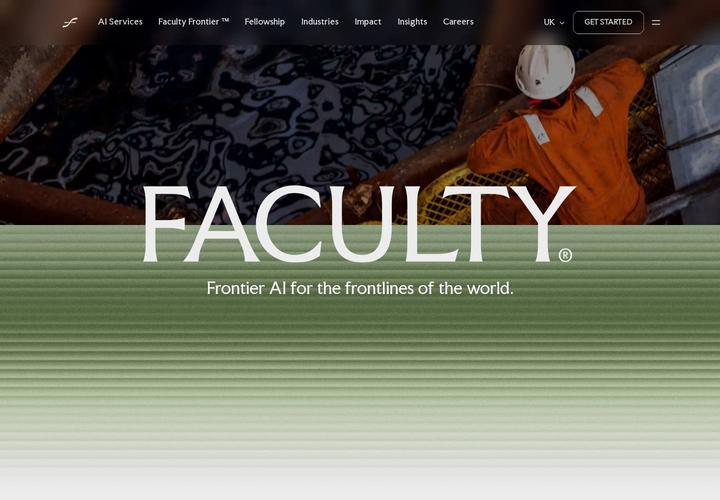 AI Services Faculty Frontier ™ Fellowship Industries Impact Insights Careers UK GET STARTED
FACULTY®
Frontier AI for the frontlines of the world.